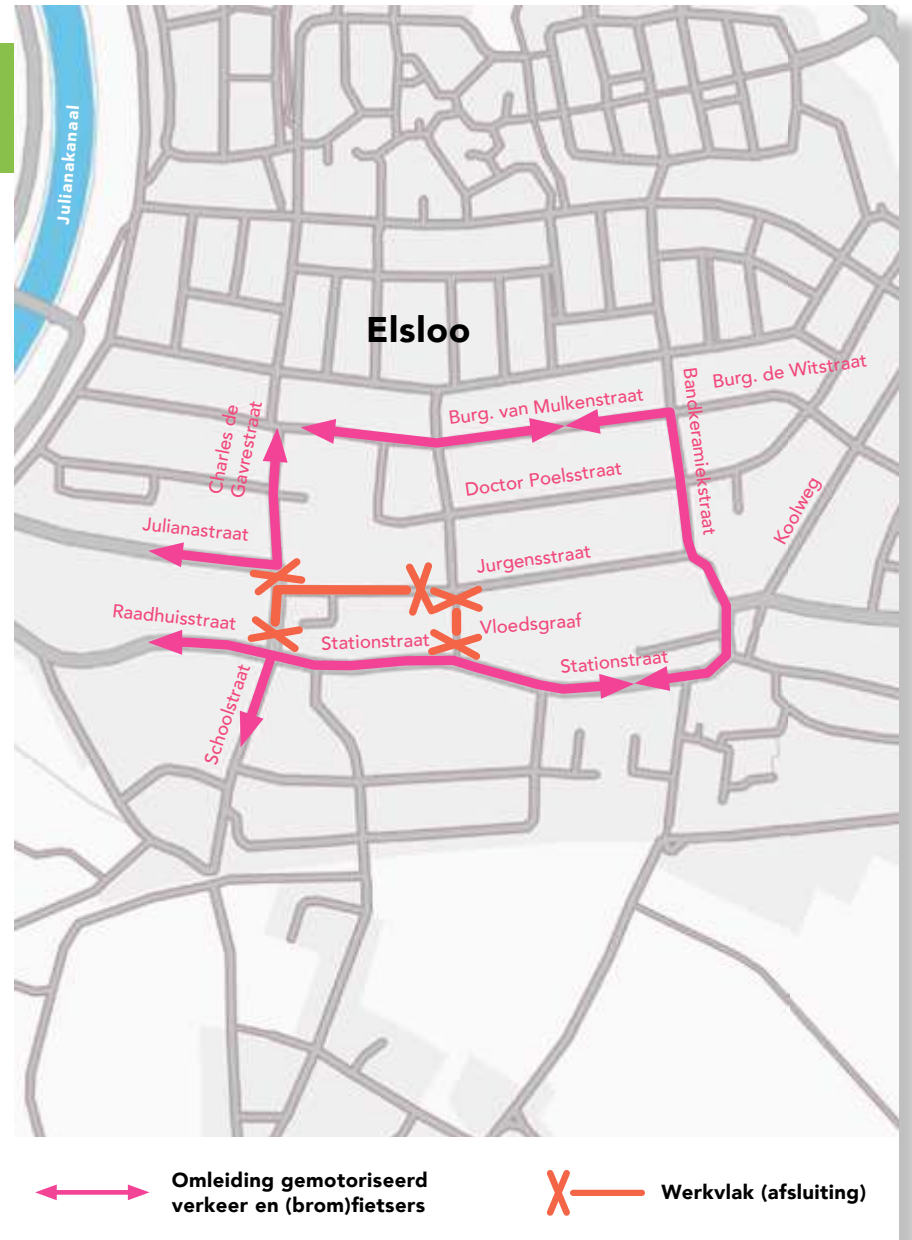 Julianakanaal
Elsloo
Charles de
Gavrestraat
Burg. van Mulkenstraat
Bandkeramiekstraat
Burg. de Witstraat
Doctor Poelsstraat
Koolweg
Julianastraat
Jurgensstraat
Raadhuisstraat
Stationstraat
Vloedsgraaf
Stationstraat
Schoolstraat
Omleiding gemotoriseerd
verkeer en (brom)fietsers
Werkvlak (afsluiting)